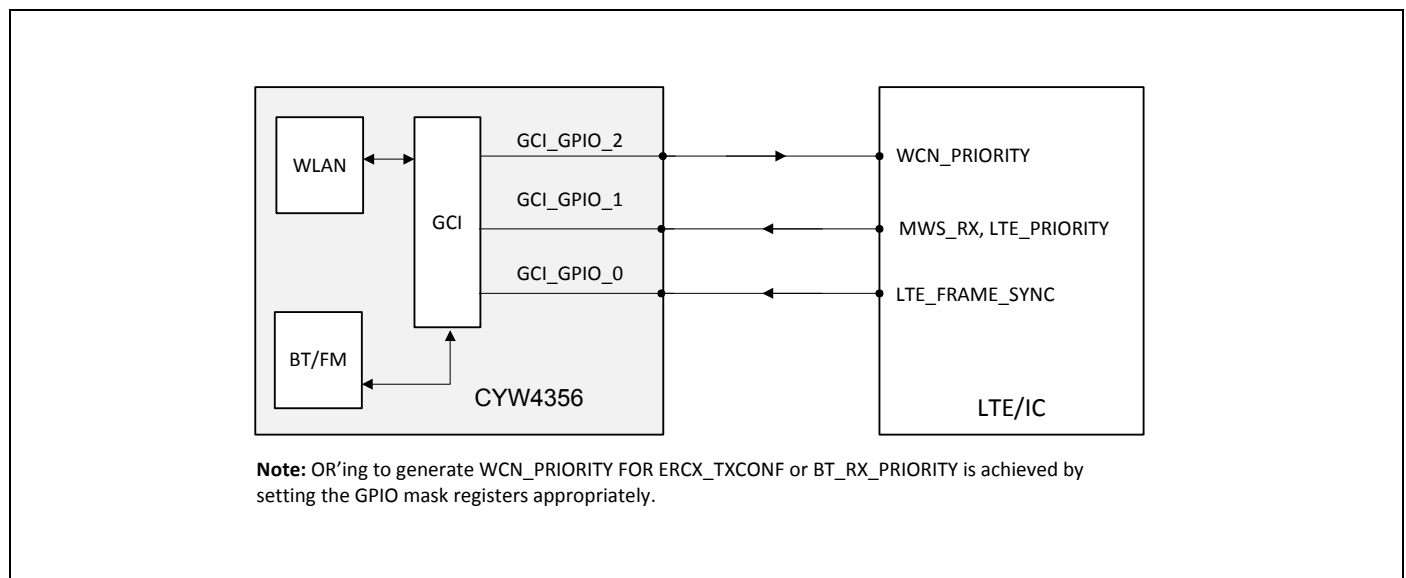 GCI_GPIO_2
WCN_PRIORITY
WLAN
GCI_GPIO_1
GCI
MWS_RX, LTE_PRIORITY
GCI_GPIO_0
LTE_FRAME_SYNC
BT/FM
CYW4356
LTE/IC
Note: OR’ing to generate WCN_PRIORITY FOR ERCX_TXCONF or BT_RX_PRIORITY is achieved by
setting the GPIO mask registers appropriately.